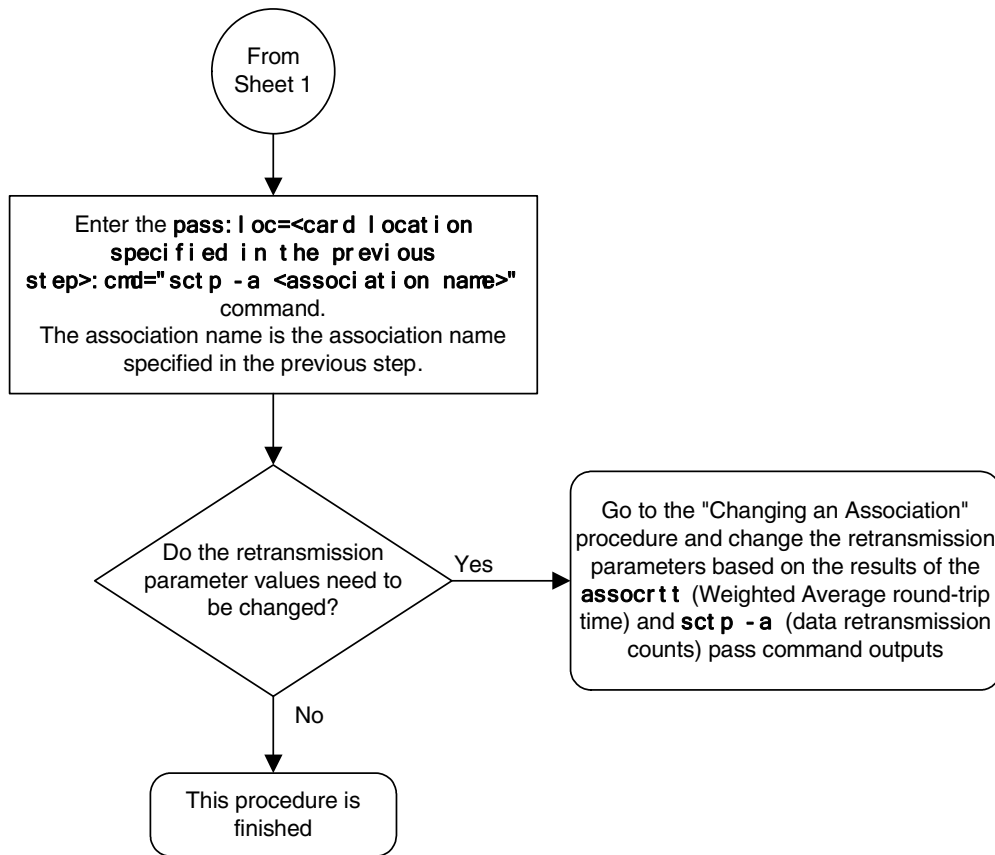 From
Sheet 1
Enter the pass:loc=<card location
specified in the previous
step>:cmd="sctp -a <association name>"
command.
The association name is the association name
specified in the previous step.
Do the retransmission
parameter values need to
be changed?
Yes
Go to the "Changing an Association"
procedure and change the retransmission
parameters based on the results of the
assocrtt (Weighted Average round-trip
time) and sctp -a (data retransmission
counts) pass command outputs
No
This procedure is
finished